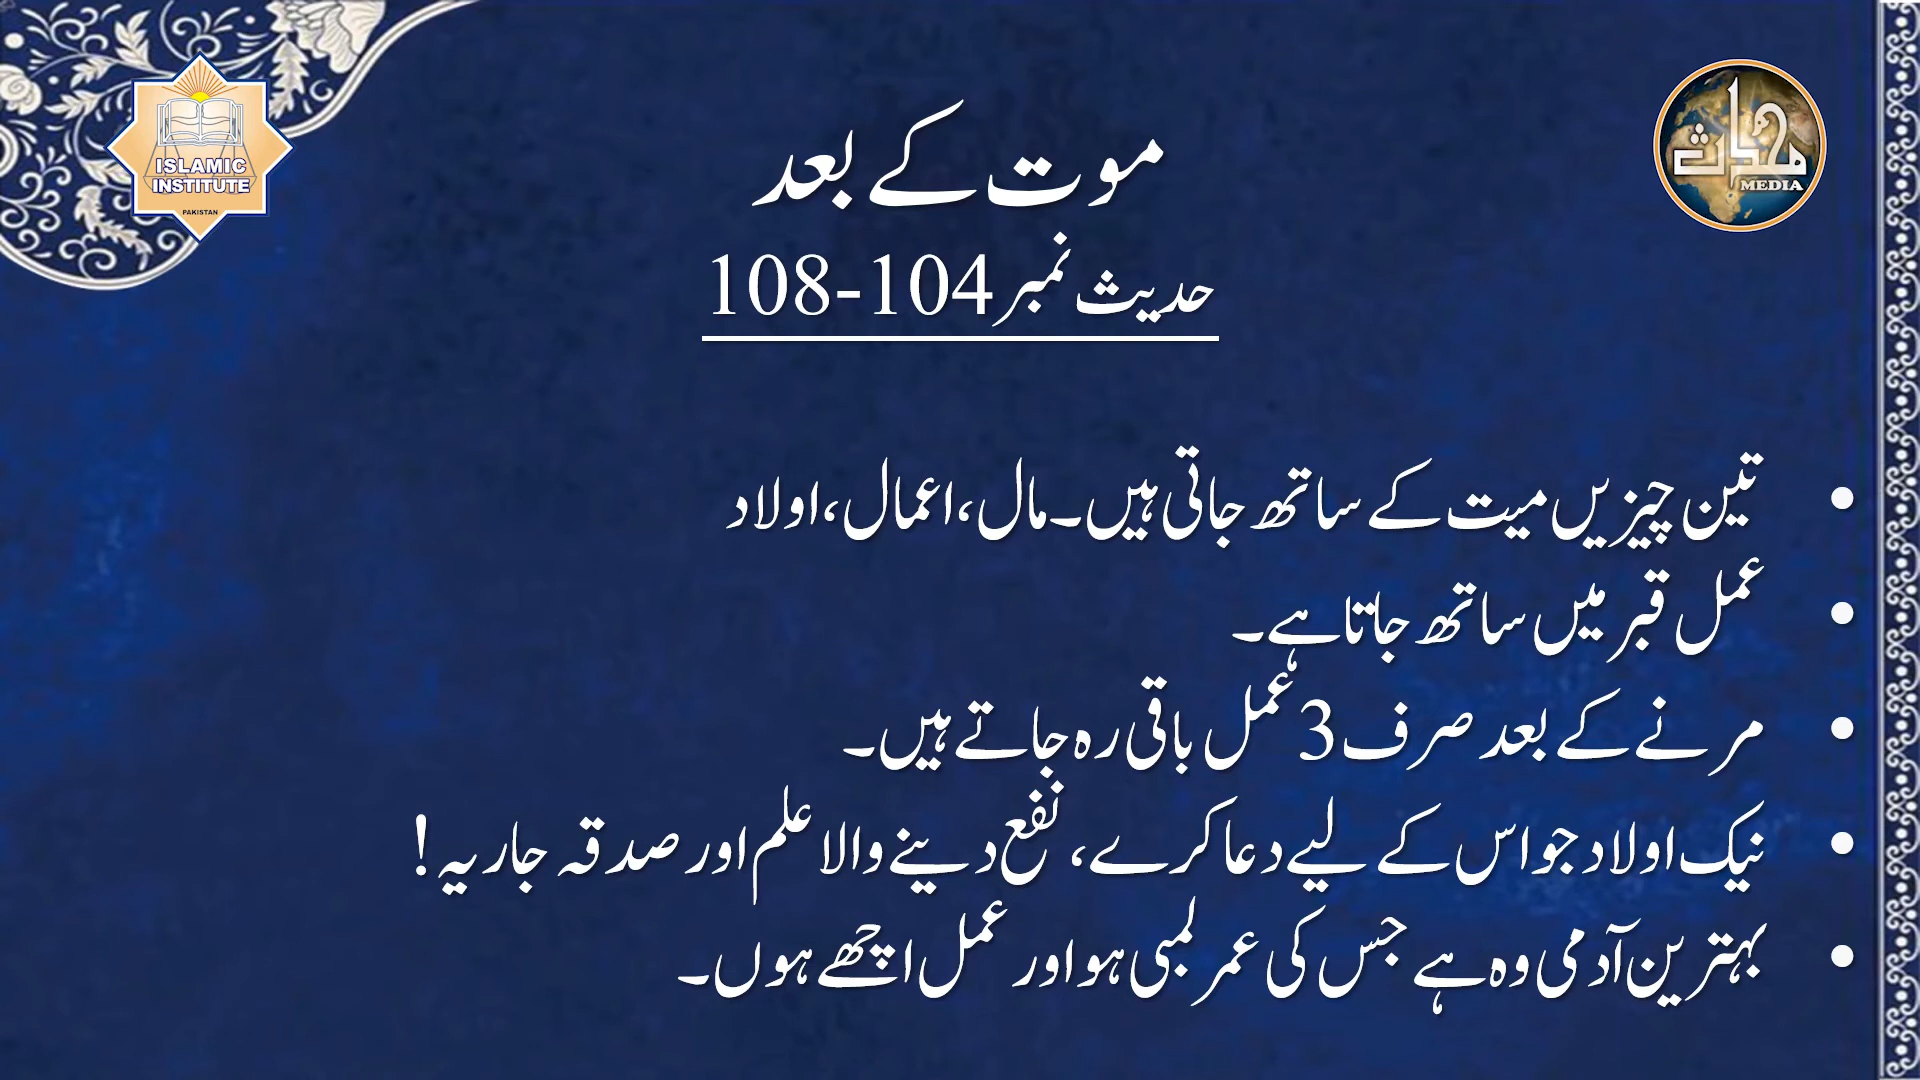 موت کے بعد
حدیث نمبر 104-108
• تین چیزیں میت کے ساتھ جاتی ہیں۔ مال، اعمال، اولاد
• عمل قبر میں ساتھ جاتا ہے۔
• مرنے کے بعد صرف 3 عمل باقی رہ جاتے ہیں۔
• نیک اولاد جو اس کے لیے دعا کرے، نفع دینے والا علم اور صدقہ جاریہ!
• بہترین آدمی وہ ہے جس کی عمر لمبی ہو اور عمل اچھے ہوں۔
ISLAMIC
INSTITUTE
PAKISTAN
MEDIA